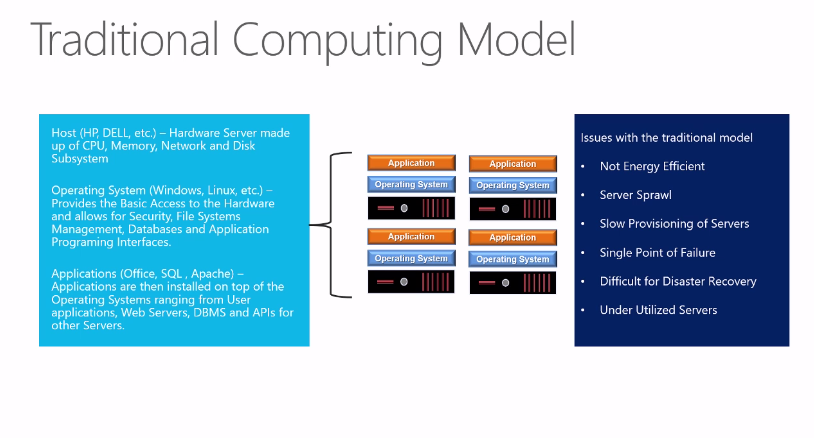 Traditional Computing Model
Host (HP, DELL, etc.) – Hardware Server made
up of CPU, Memory, Network and Disk
Subsystem
Operating System (Windows, Linux, etc.) –
Provides the Basic Access to the Hardware
and allows for Security, File Systems
Management, Databases and Application
Programing Interfaces.
Applications (Office, SQL , Apache) –
Applications are then installed on top of the
Operating Systems ranging from User
applications, Web Servers, DBMS and APIs for
other Servers.
Application
Operating System
Application
Operating System
Application
Operating System
Application
Operating System
Issues with the traditional model
• Not Energy Efficient
• Server Sprawl
• Slow Provisioning of Servers
• Single Point of Failure
• Difficult for Disaster Recovery
• Under Utilized Servers